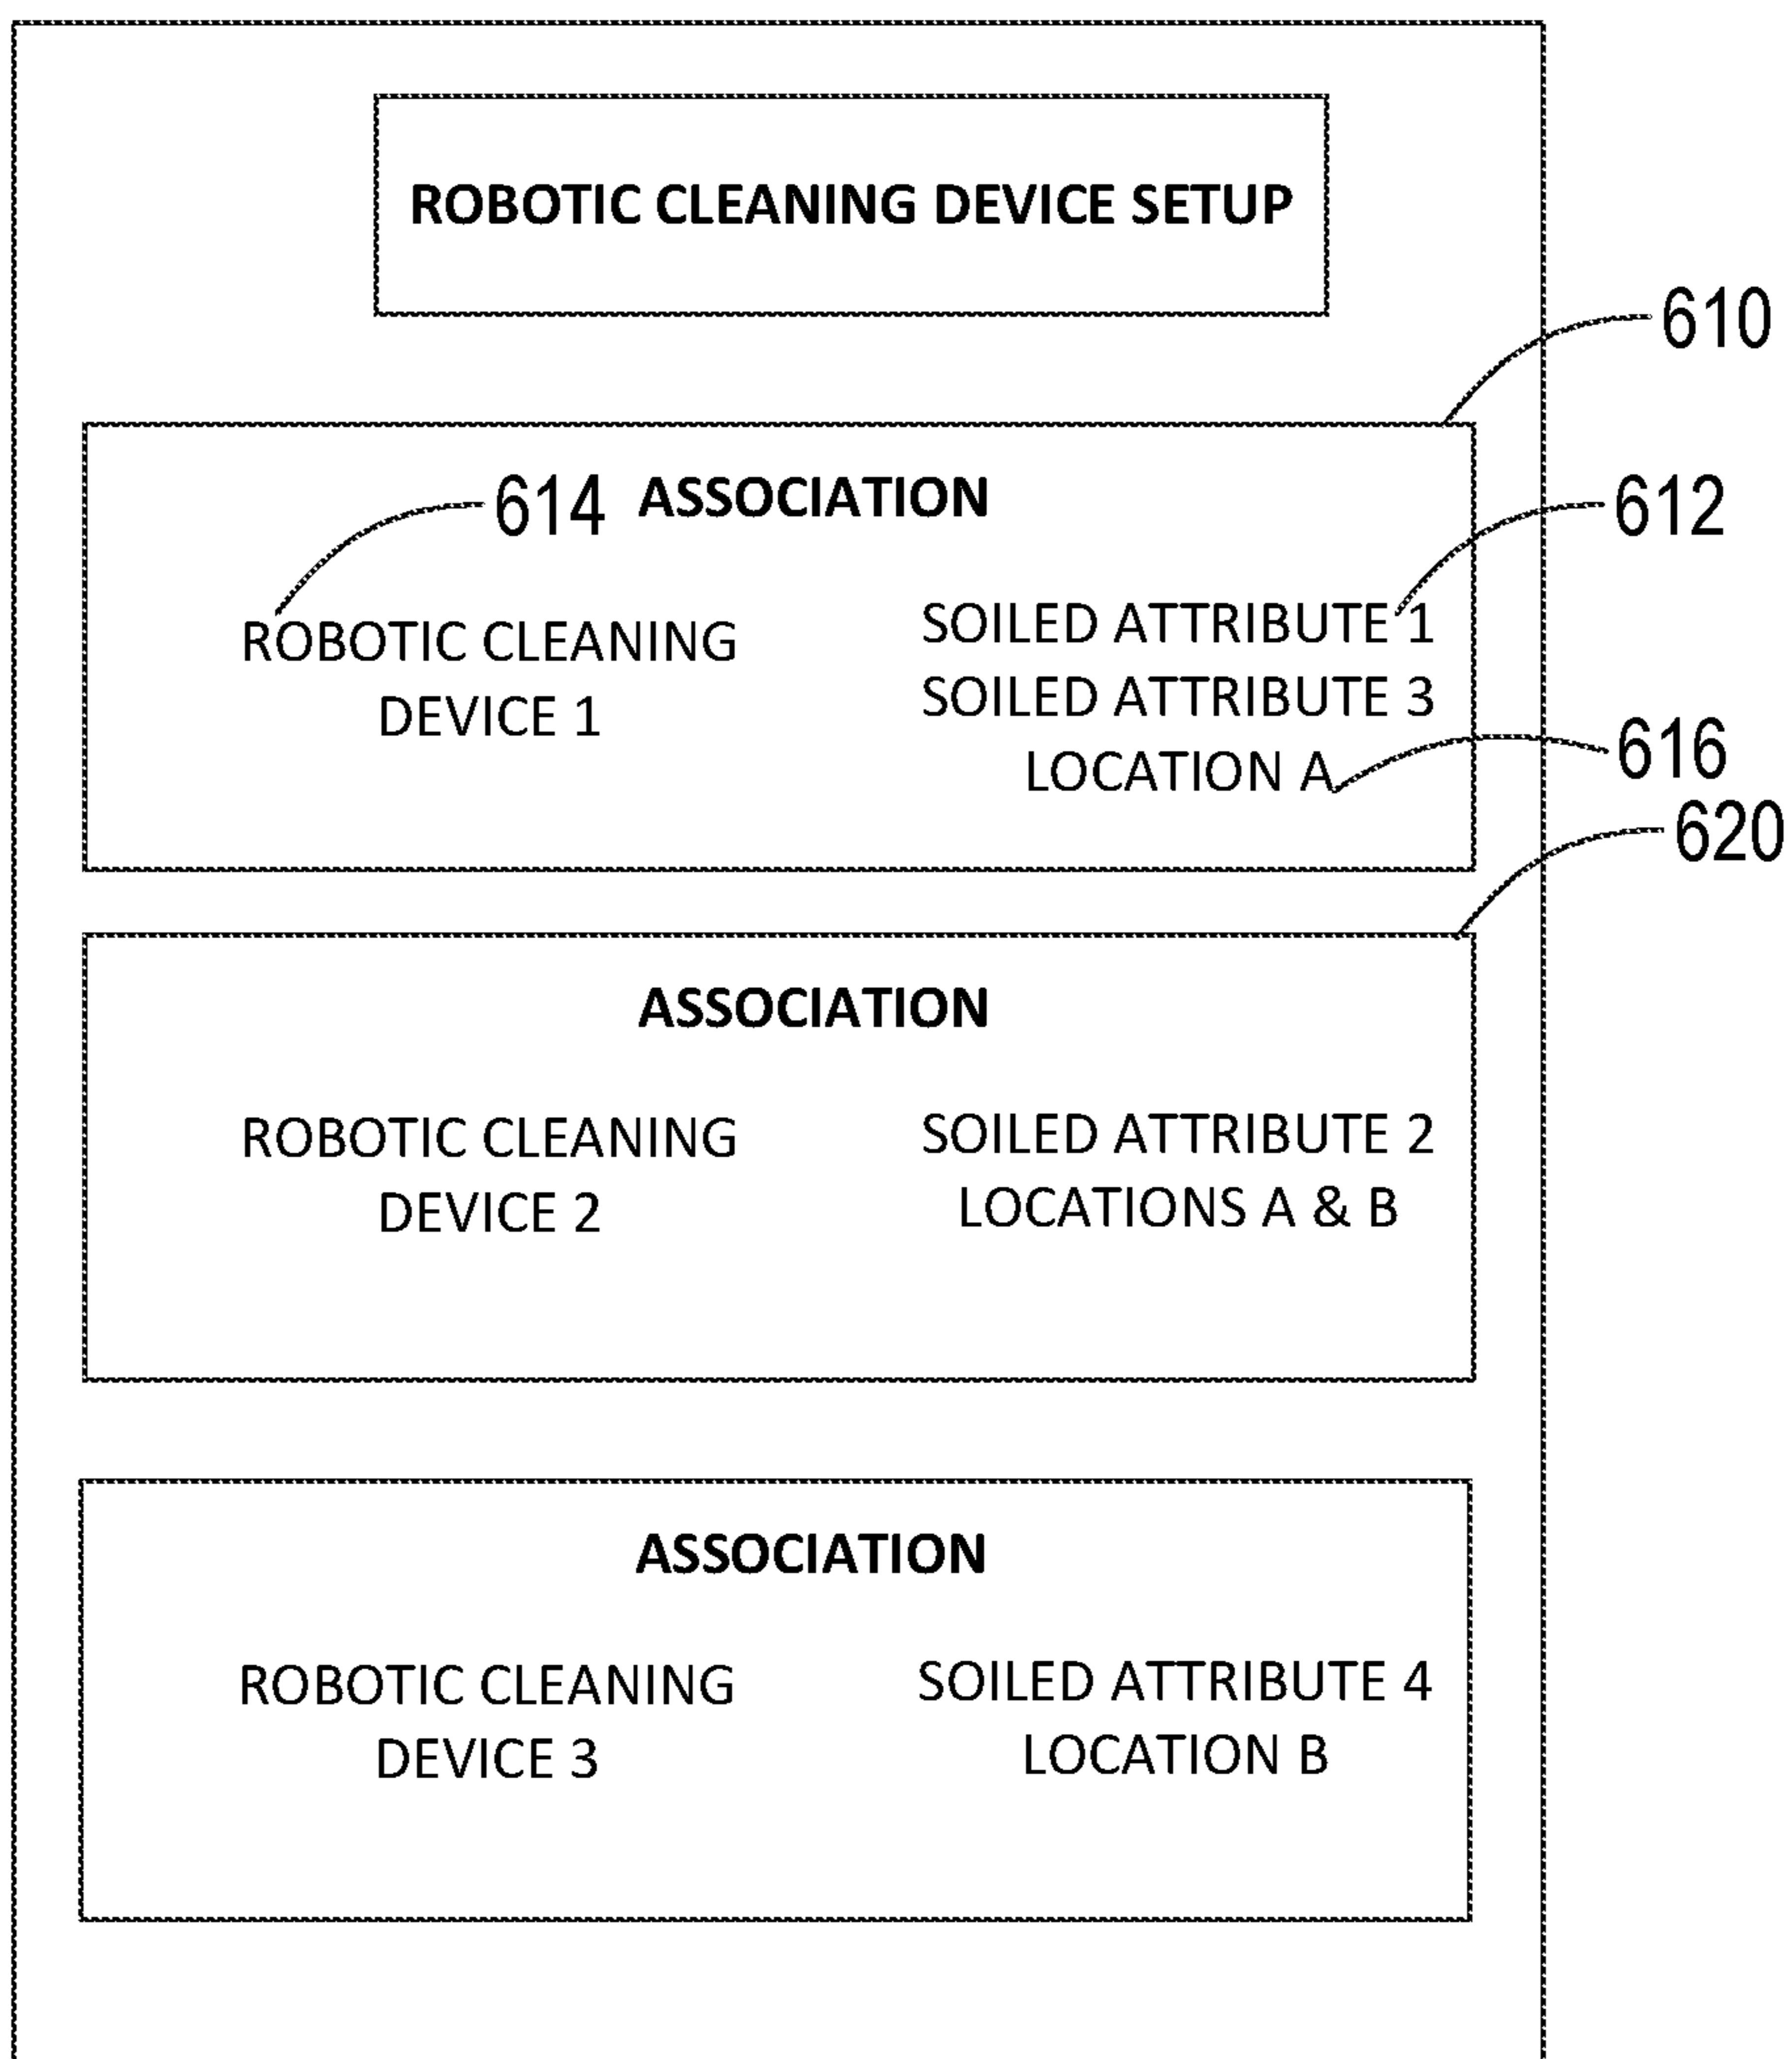 ROBOTIC CLEANING DEVICE SETUP
610
614 ASSOCIATION
612
ROBOTIC CLEANING
DEVICE 1
SOILED ATTRIBUTE 1
SOILED ATTRIBUTE 3
LOCATION A
616
620
ASSOCIATION
ROBOTIC CLEANING
DEVICE 2
SOILED ATTRIBUTE 2
LOCATIONS A & B
ASSOCIATION
ROBOTIC CLEANING
DEVICE 3
SOILED ATTRIBUTE 4
LOCATION B